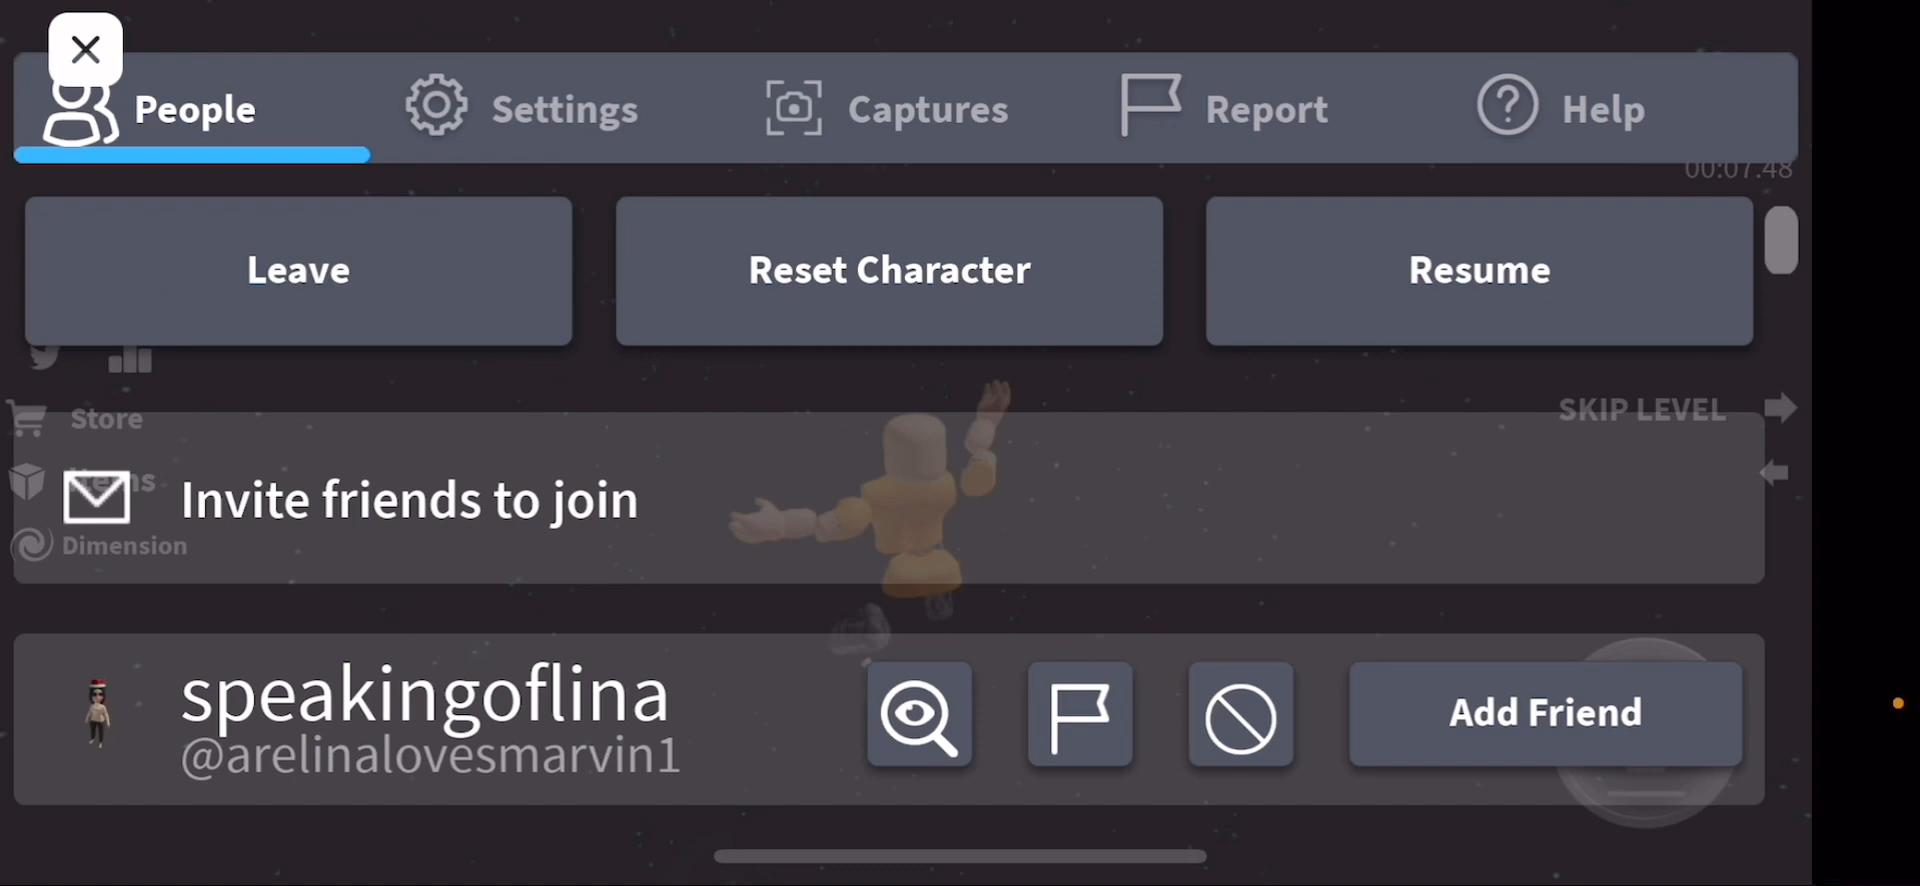 People
Settings
Captures
Report
Help
00:07.48
Leave
Reset Character
Resume
Store
SKIP LEVEL
Items
Invite friends to join
Dimension
speakingoflina
@arelinalovesmarvin1
Add Friend